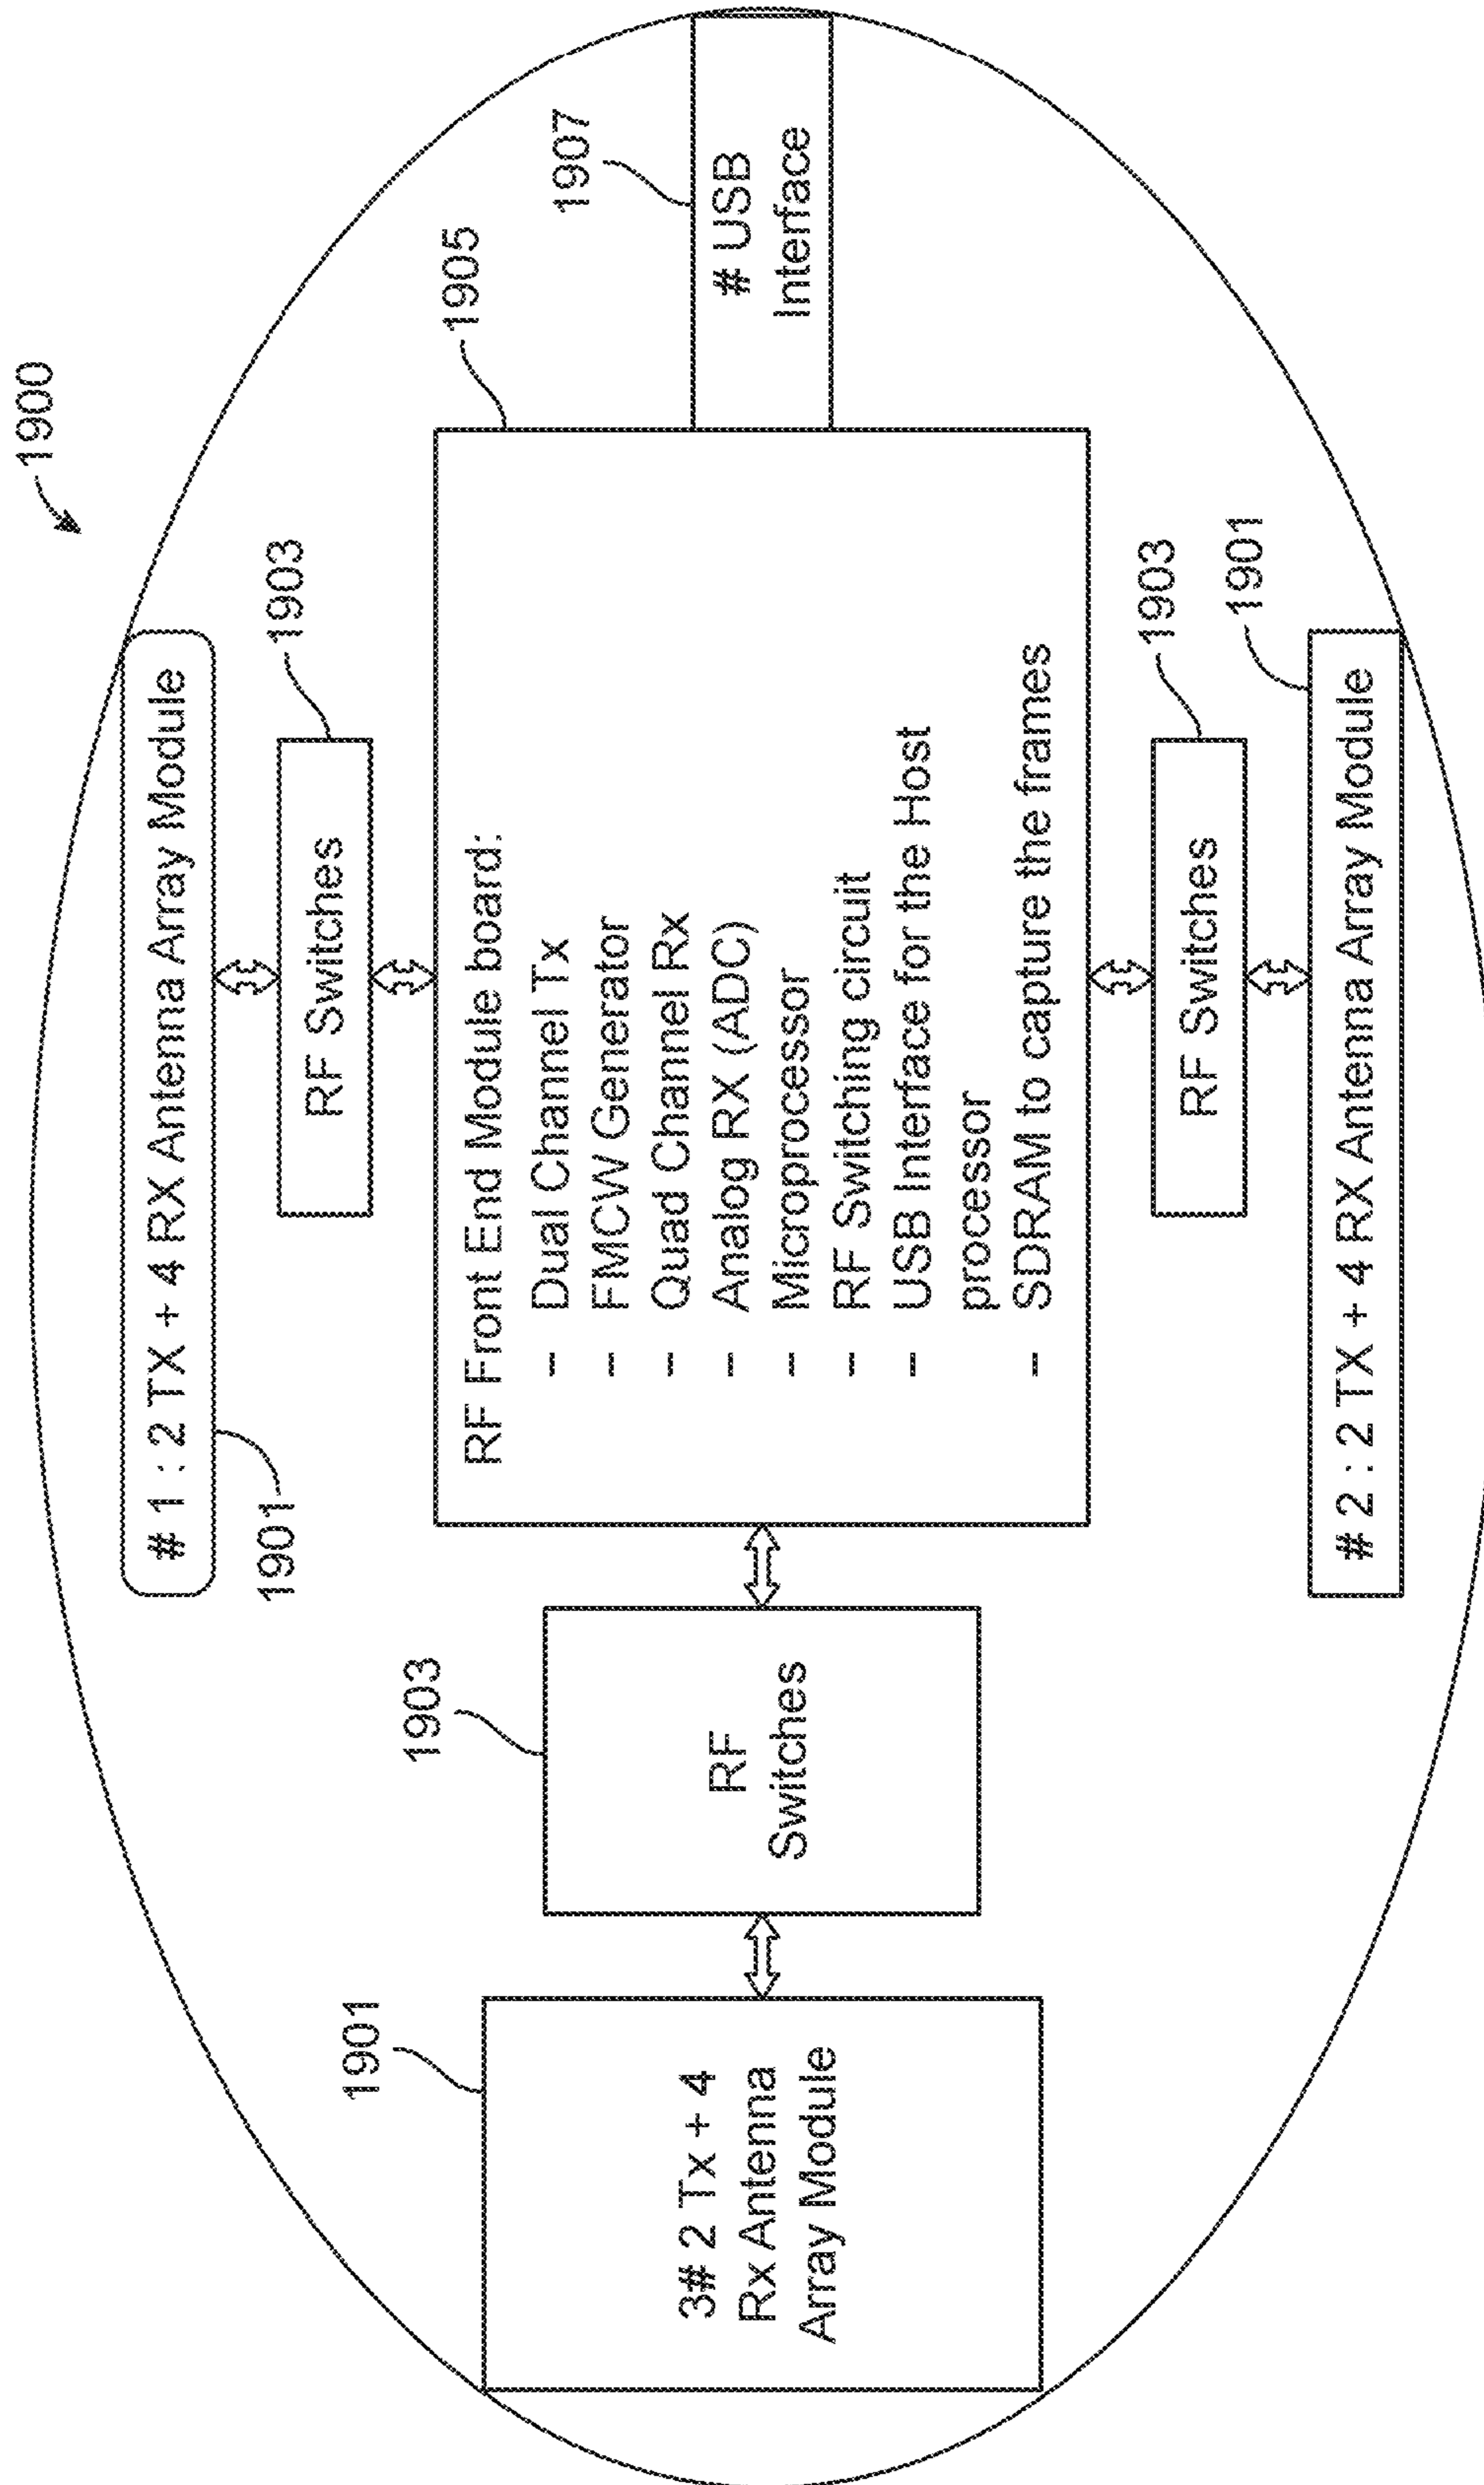 1900
# 1 : 2 TX + 4 RX Antenna Array Module
1901
RF Switches
1903
3# 2 Tx + 4
Rx Antenna
Array Module
1901
RF
Switches
1903
RF Front End Module board:
- Dual Channel Tx
- FMCW Generator
- Quad Channel Rx
- Analog RX (ADC)
- Microprocessor
- RF Switching circuit
- USB Interface for the Host
processor
- SDRAM to capture the frames
1905
# USB
Interface
1907
RF Switches
1903
# 2 : 2 TX + 4 RX Antenna Array Module
1901